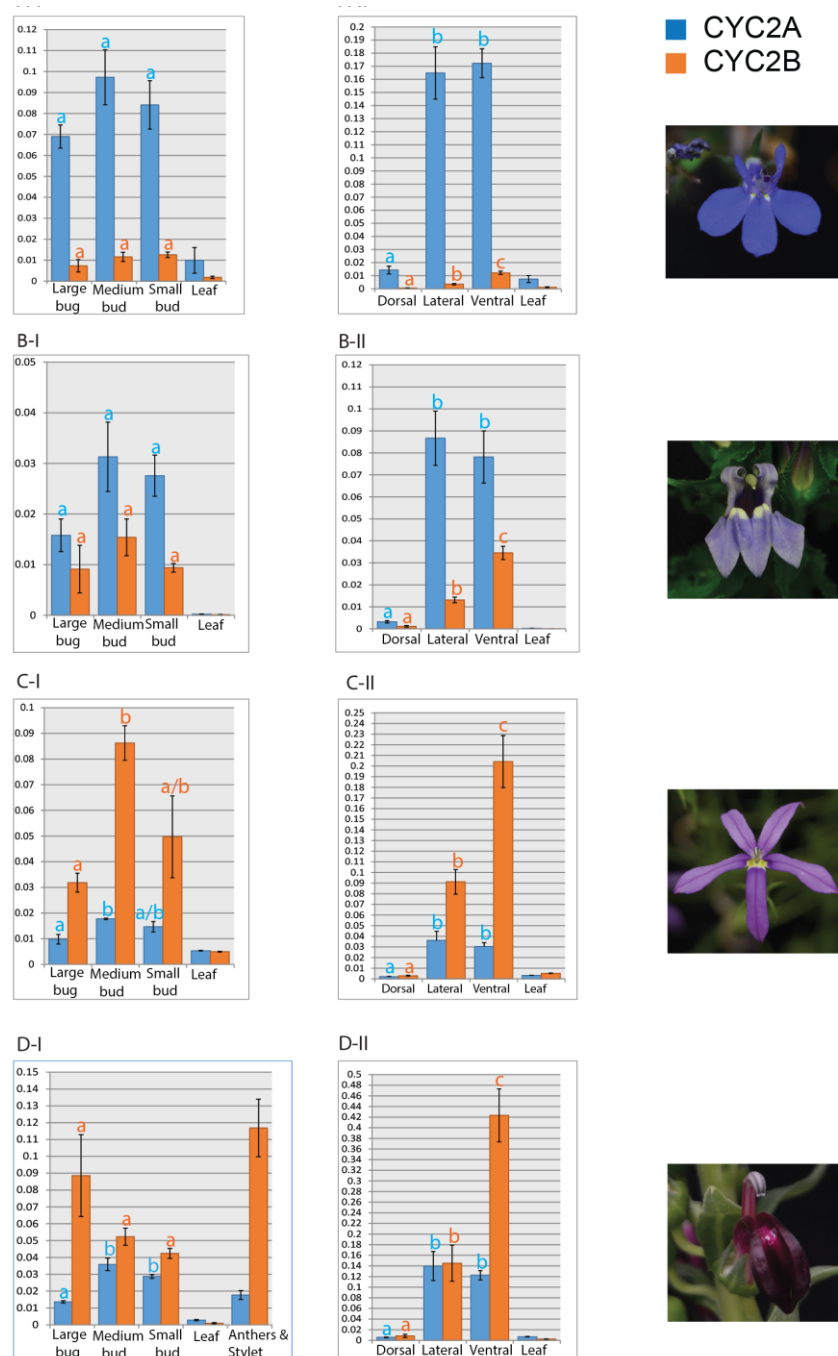 CYC2A
CYC2B
0.12
0.11
0.1
0.09
0.08
0.07
0.06
0.05
0.04
0.03
0.02
0.01
0
a
a
a
a
a
a
Large bug
Medium bud
Small bud
Leaf
0.2
0.19
0.18
0.17
0.16
0.15
0.14
0.13
0.12
0.11
0.1
0.09
0.08
0.07
0.06
0.05
0.04
0.03
0.02
0.01
0
a
a
b
b
b
c
Dorsal
Lateral
Ventral
Leaf
B-I
0.05
0.04
0.03
0.02
0.01
0
a
a
a
a
a
a
Large bug
Medium bud
Small bud
Leaf
B-II
0.12
0.11
0.1
0.09
0.08
0.07
0.06
0.05
0.04
0.03
0.02
0.01
0
a
a
b
b
b
c
Dorsal
Lateral
Ventral
Leaf
C-I
0.1
0.09
0.08
0.07
0.06
0.05
0.04
0.03
0.02
0.01
0
a
a
b
b
a/b
a/b
Large bug
Medium bud
Small bud
Leaf
C-II
0.25
0.24
0.23
0.22
0.21
0.2
0.19
0.18
0.17
0.16
0.15
0.14
0.13
0.12
0.11
0.1
0.09
0.08
0.07
0.06
0.05
0.04
0.03
0.02
0.01
0
a
a
b
b
b
c
Dorsal
Lateral
Ventral
Leaf
D-I
0.15
0.14
0.13
0.12
0.11
0.1
0.09
0.08
0.07
0.06
0.05
0.04
0.03
0.02
0.01
0
a
a
b
a
b
a
Large bug
Medium bud
Small bud
Leaf
Anthers & Stylet
D-II
0.5
0.48
0.46
0.44
0.42
0.4
0.38
0.36
0.34
0.32
0.3
0.28
0.26
0.24
0.22
0.2
0.18
0.16
0.14
0.12
0.1
0.08
0.06
0.04
0.02
0
a
a
b
b
b
c
Dorsal
Lateral
Ventral
Leaf